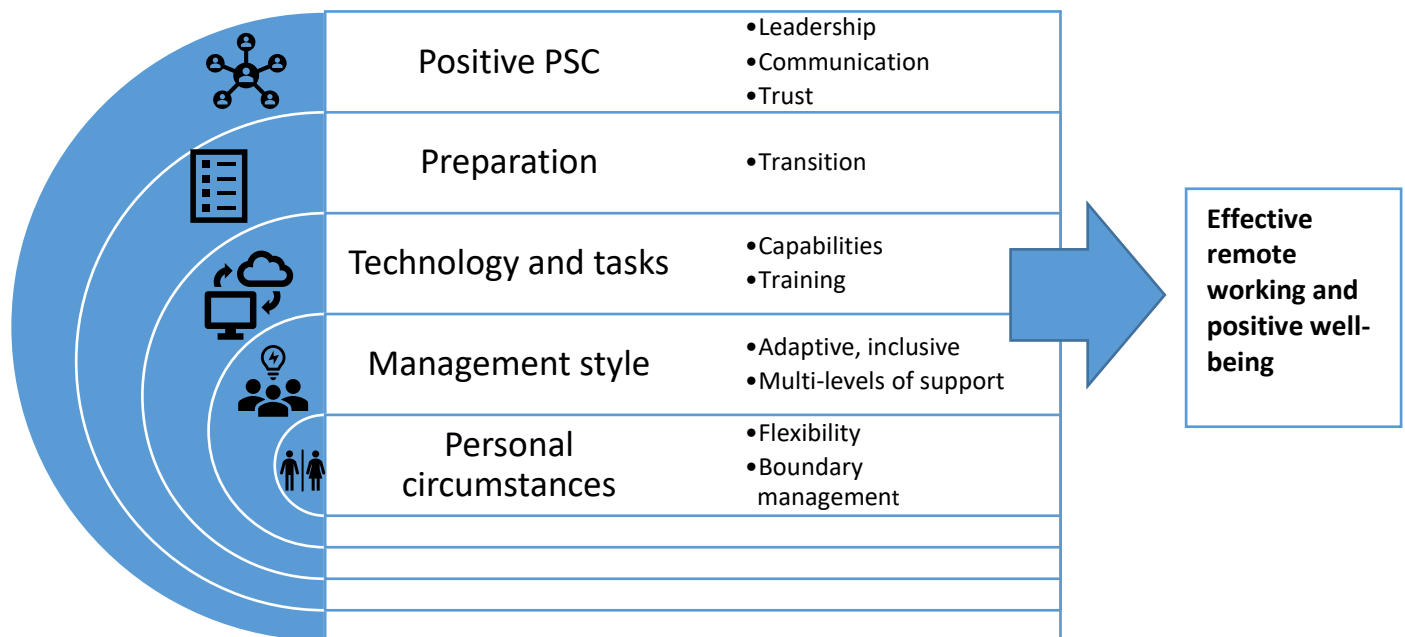 Positive PSC
•Leadership
•Communication
•Trust
Preparation
•Transition
Technology and tasks
•Capabilities
•Training
Management style
•Adaptive, inclusive
•Multi-levels of support
Personal
circumstances
•Flexibility
•Boundary
management
Effective
remote
working and
positive well-
being